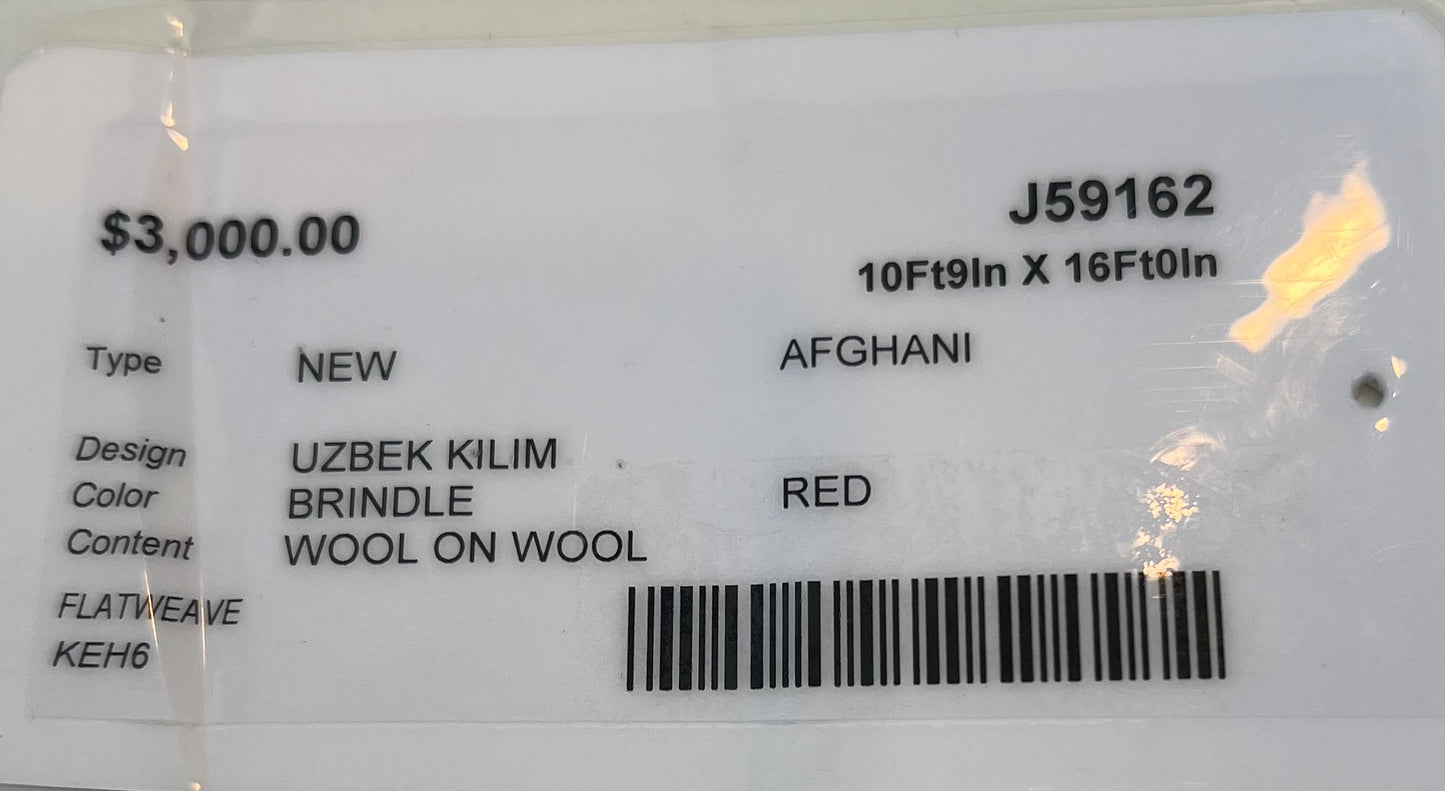 $3,000.00 J59162
10Ft9In X 16Ft0In
Type NEW AFGHANI
Design UZBEK KILIM
Color BRINDLE RED
Content WOOL ON WOOL
FLATWEAVE
KEH6